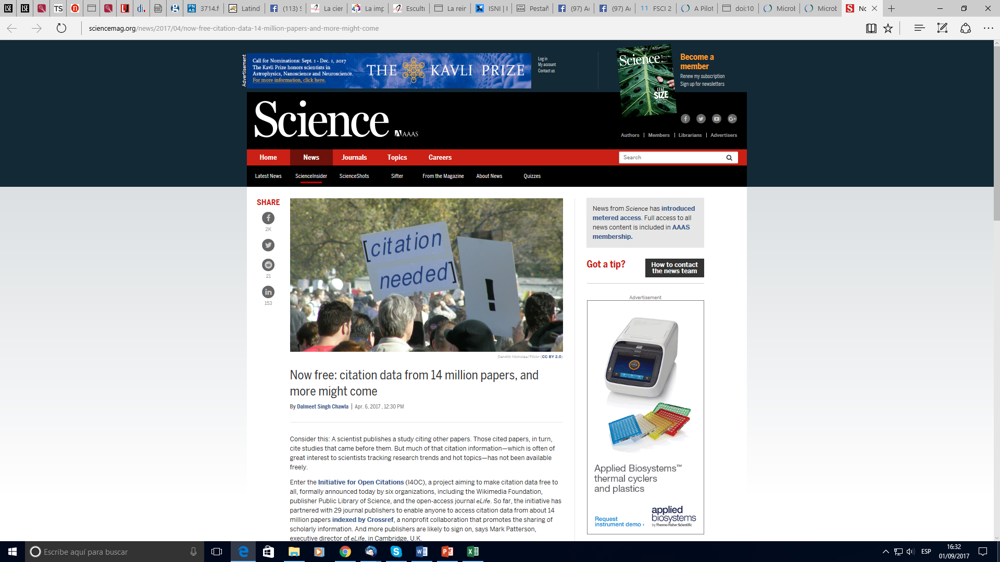 LSE
LSE
TS
n
IJ
di.
g
PN
AS
3714.f
Latind
(113) S
La cier
La imp
Escult
La rein
ISNI | I
Pestañ
(97) Ac
(97) Ac
11 FSCI 2
A Pilot
doi:10
Microb
Microb
S
sciencemag.org/news/2017/04/now-free-citation-data-14-million-papers-and-more-might-come
Advertisement
Call for Nominations: Sept. 1 - Dec. 1, 2017
The Kavli Prize honors scientists in
Astrophysics, Nanoscience and Neuroscience.
For more information, click here.
THE KAVLI PRIZE
Log in
My account
Contact us
Science
LEAF
SIZE
Become a
member
Renew my subscription
Sign up for newsletters
Science
AAAS
Authors | Members | Librarians | Advertisers
Home News Journals Topics Careers
Search
Latest News ScienceInsider ScienceShots Sifter From the Magazine About News Quizzes
SHARE
2K
21
153
[citation
needed]
!
Dan4th Nicholas/Flickr (CC BY 2.0)
Now free: citation data from 14 million papers, and
more might come
By Dalmeet Singh Chawla | Apr. 6, 2017 , 12:30 PM
Consider this: A scientist publishes a study citing other papers. Those cited papers, in turn,
cite studies that came before them. But much of that citation information—which is often of
great interest to scientists tracking research trends and hot topics—has not been available
freely.
Enter the Initiative for Open Citations (I4OC), a project aiming to make citation data free to
all, formally announced today by six organizations, including the Wikimedia Foundation,
publisher Public Library of Science, and the open-access journal eLife. So far, the initiative has
partnered with 29 journal publishers to enable anyone to access citation data from about 14
million papers indexed by Crossref, a nonprofit collaboration that promotes the sharing of
scholarly information. And more publishers are likely to sign on, says Mark Patterson,
executive director of eLife, in Cambridge, U.K.
News from Science has introduced
metered access. Full access to all
news content is included in AAAS
membership.
Got a tip?
How to contact
the news team
Advertisement
Applied Biosystems™
thermal cyclers
and plastics
Request
instrument demo ›
applied
biosystems
by Thermo Fisher Scientific
Escribe aquí para buscar
ESP
16:32
01/09/2017